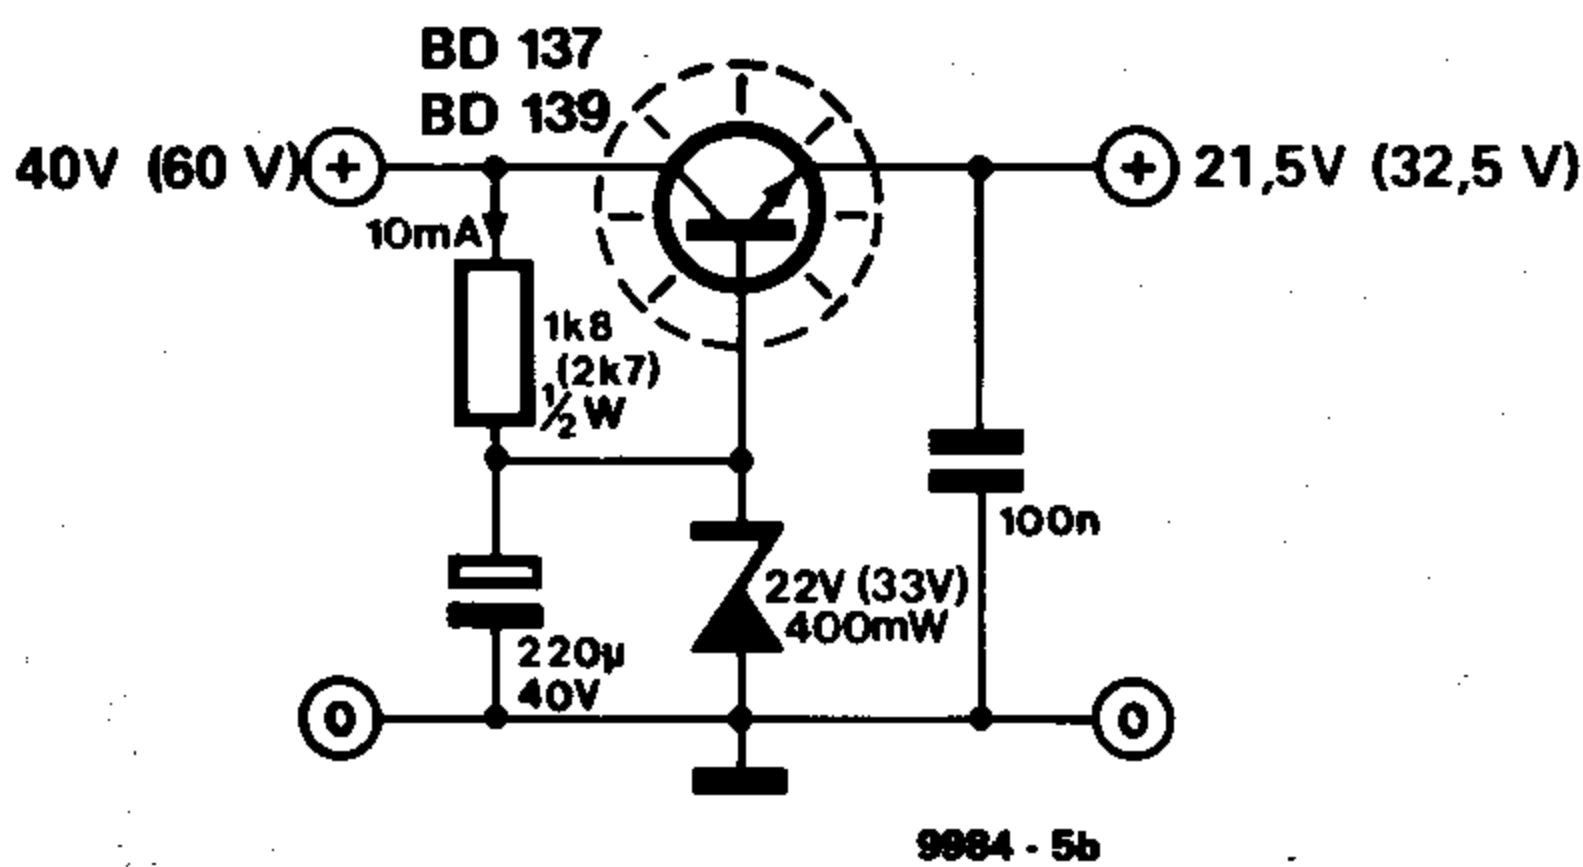 BD 137
BD 139
40V (60 V)
+
+
21,5V (32,5 V)
10mA
1k8
(2k7)
½ W
100n
22V (33V)
400mW
220µ
40V
0
0
9984 - 5b